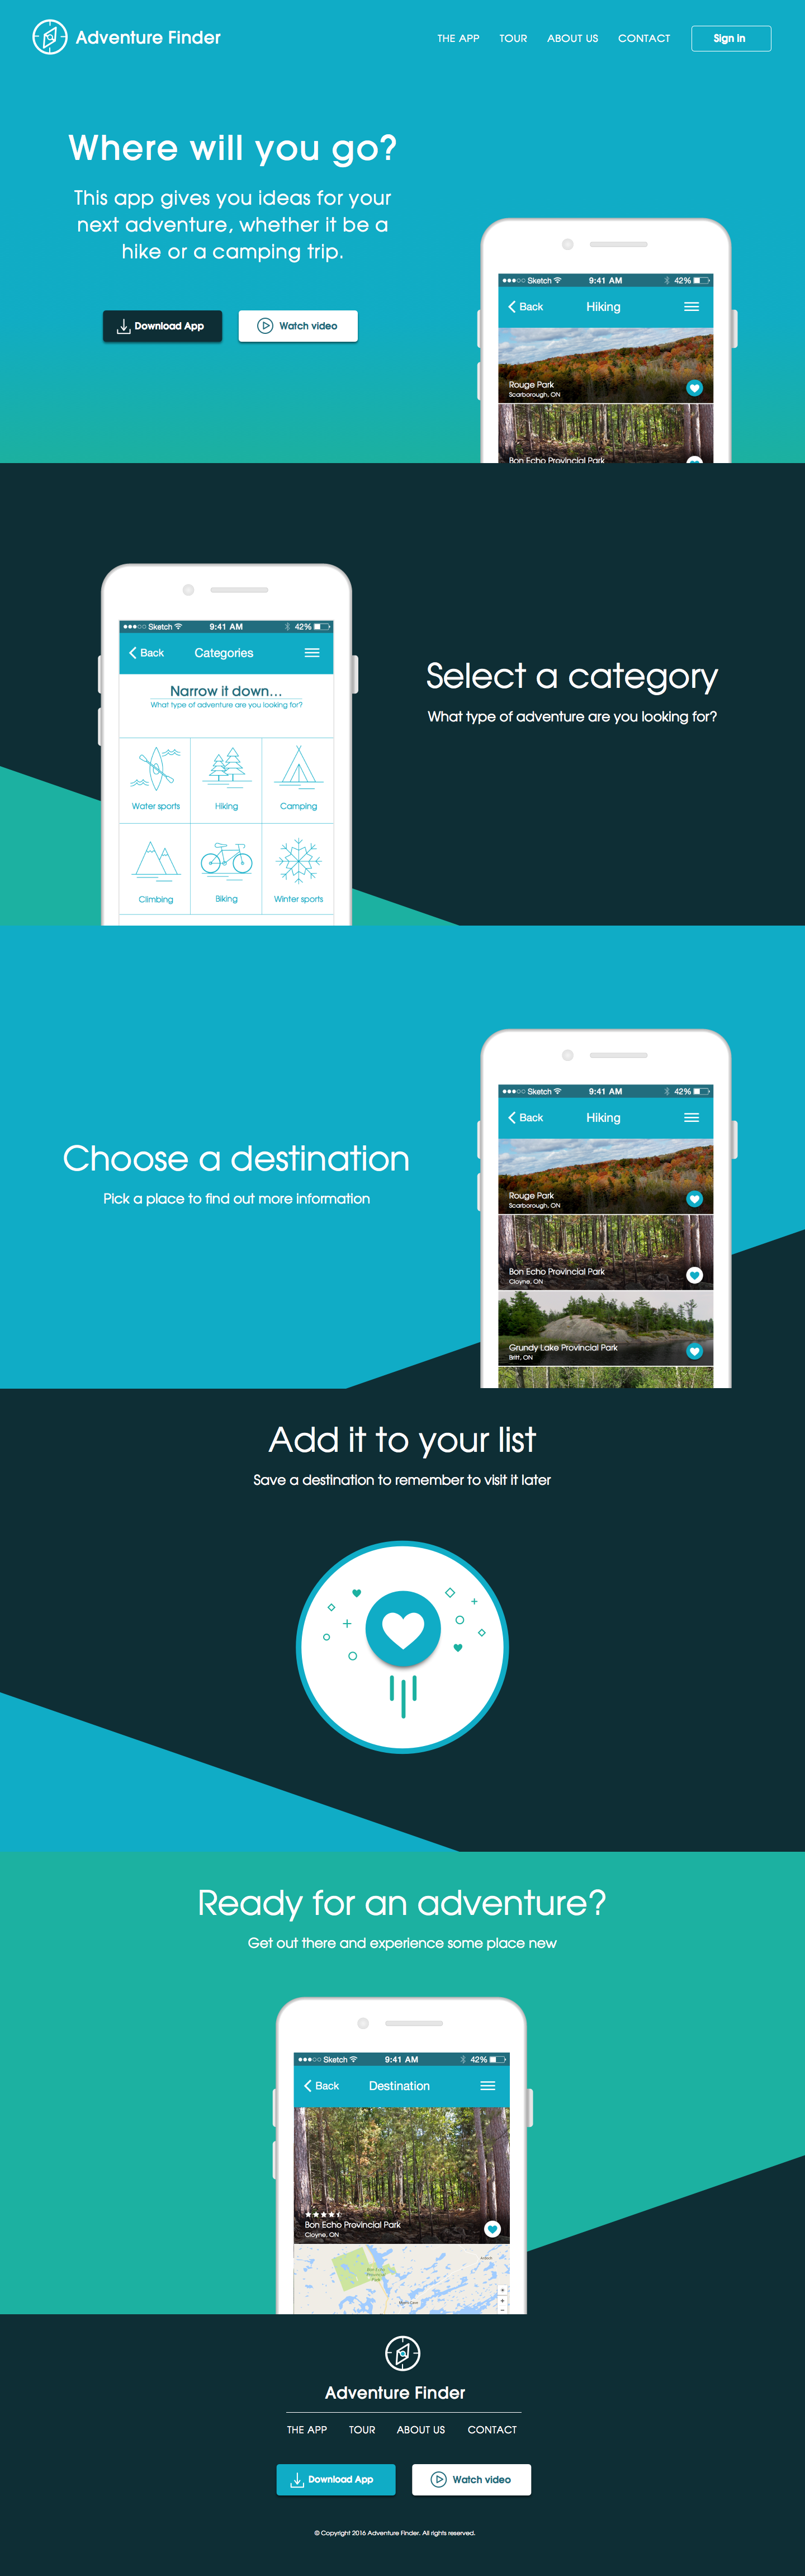 Adventure Finder
THE APP TOUR ABOUT US CONTACT Sign In
Where will you go?
This app gives you ideas for your
next adventure, whether it be a
hike or a camping trip.
Download App Watch video
Sketch 9:41 AM 42%
Back Hiking
Rouge Park
Scarborough, ON
Bon Echo Provincial Park
Sketch 9:41 AM 42%
Back Categories
Narrow it down...
What type of adventure are you looking for?
Water sports Hiking Camping
Climbing Biking Winter sports
Select a category
What type of adventure are you looking for?
Choose a destination
Pick a place to find out more information
Sketch 9:41 AM 42%
Back Hiking
Rouge Park
Scarborough, ON
Bon Echo Provincial Park
Cloyne, ON
Grundy Lake Provincial Park
Britt, ON
Add it to your list
Save a destination to remember to visit it later
Ready for an adventure?
Get out there and experience some place new
Sketch 9:41 AM 42%
Back Destination
Bon Echo Provincial Park
Cloyne, ON
Adventure Finder
THE APP TOUR ABOUT US CONTACT
Download App Watch video
© Copyright 2016 Adventure Finder. All rights reserved.